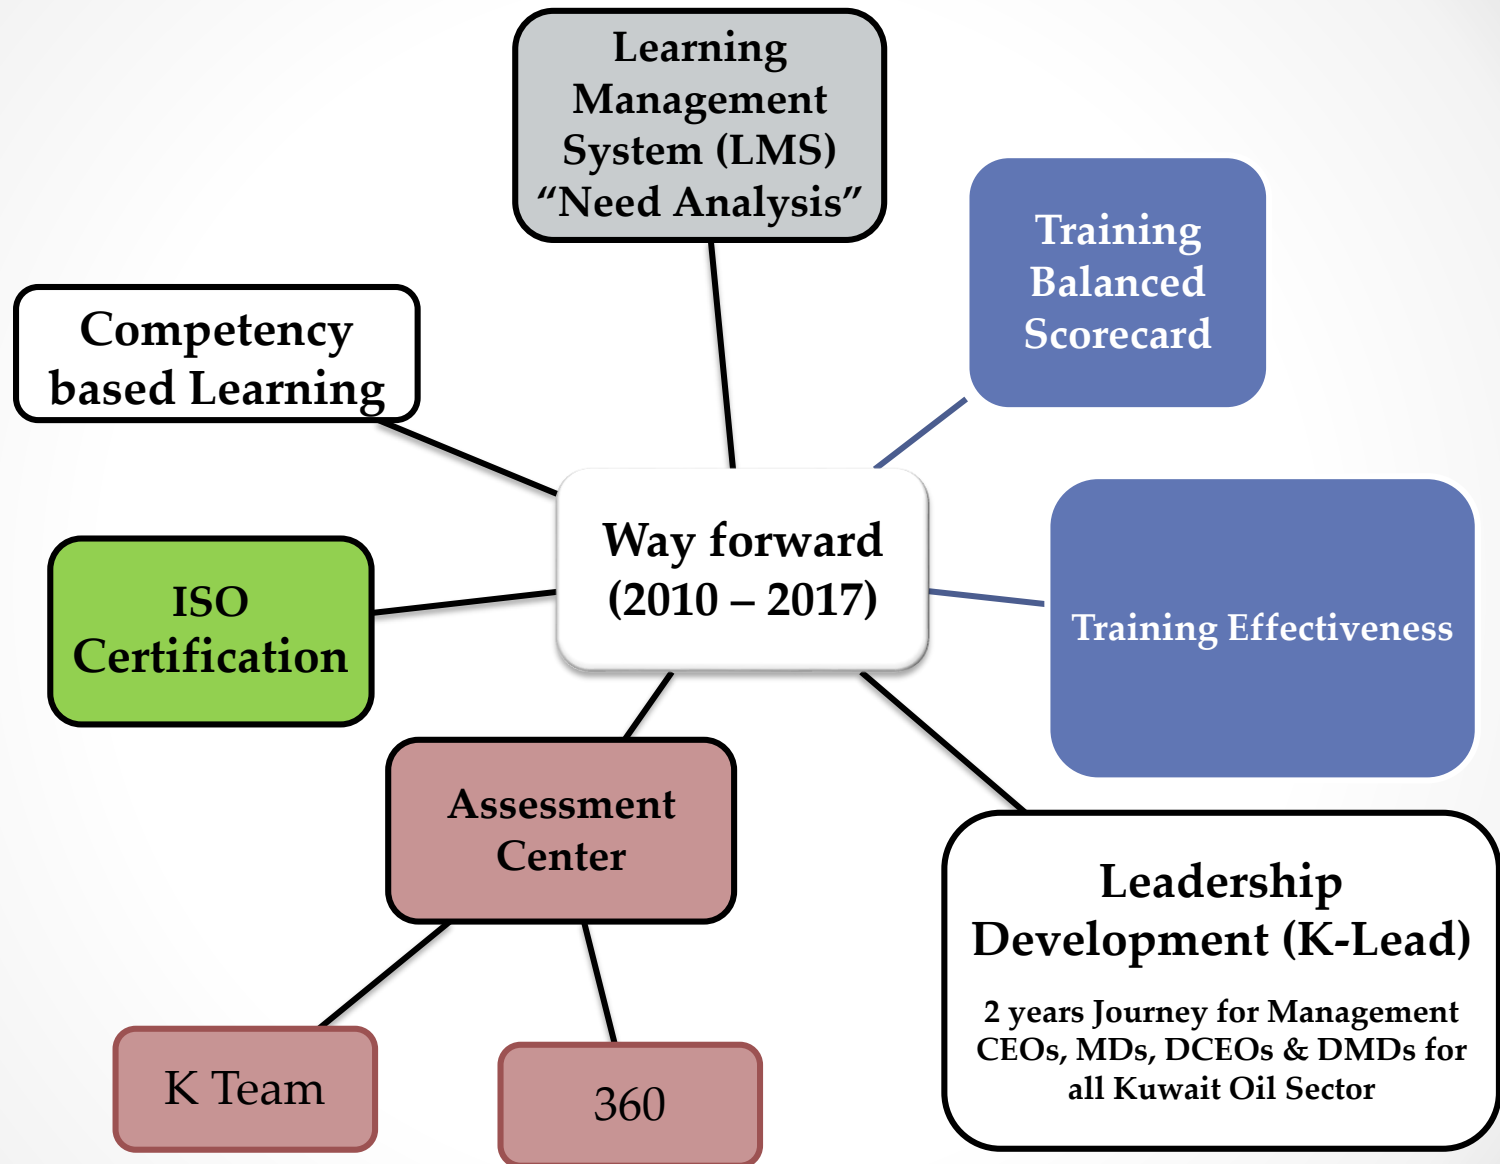 Learning
Management
System (LMS)
“Need Analysis”
Training
Balanced
Scorecard
Competency
based Learning
Way forward
(2010 – 2017)
ISO
Certification
Training Effectiveness
Assessment
Center
Leadership
Development (K-Lead)
2 years Journey for Management
CEOs, MDs, DCEOs & DMDs for
all Kuwait Oil Sector
K Team
360